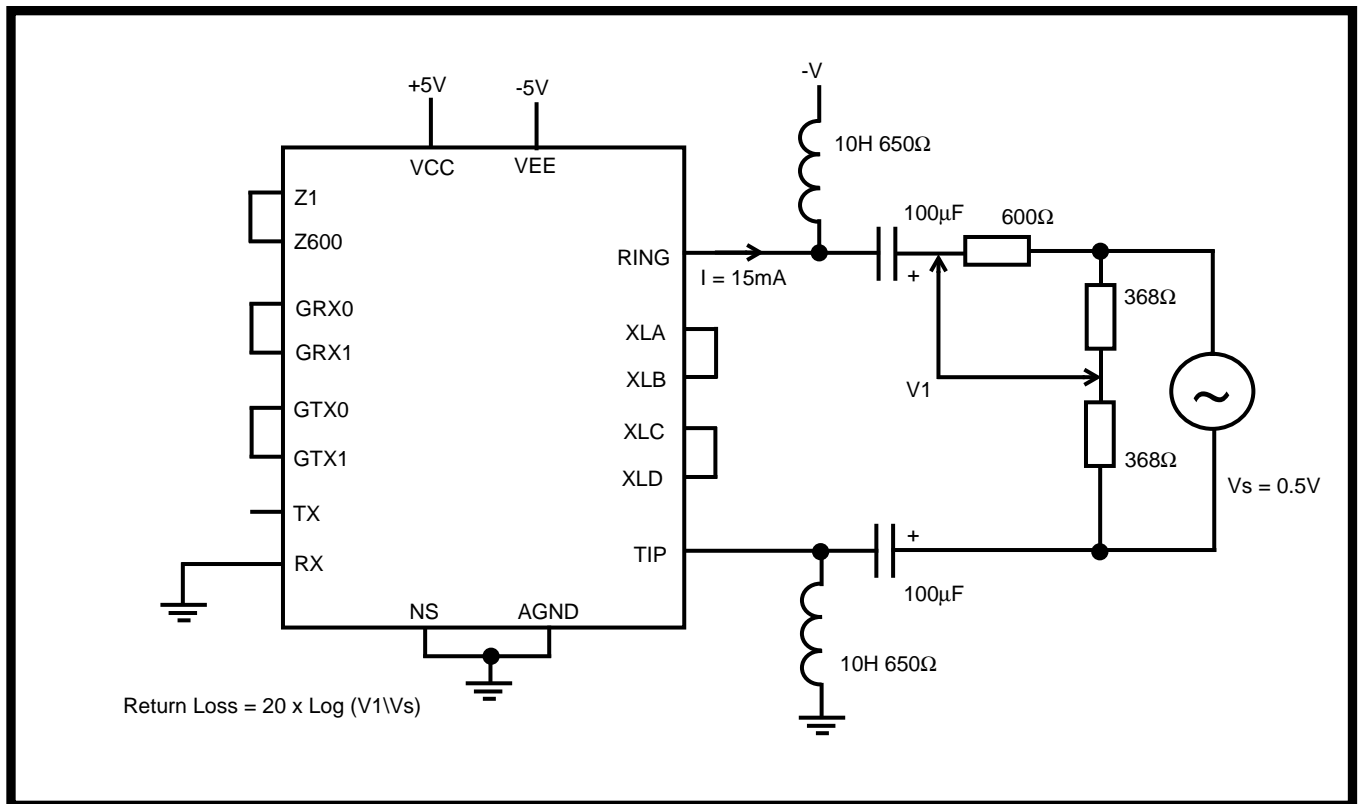 +5V
-5V
-V
VCC
VEE
10H 650Ω
Z1
Z600
100μF
600Ω
+
RING
I = 15mA
368Ω
GRX0
GRX1
XLA
XLB
V1
~
GTX0
GTX1
XLC
XLD
368Ω
Vs = 0.5V
TX
RX
TIP
+
100μF
NS
AGND
10H 650Ω
Return Loss = 20 x Log (V1\Vs)